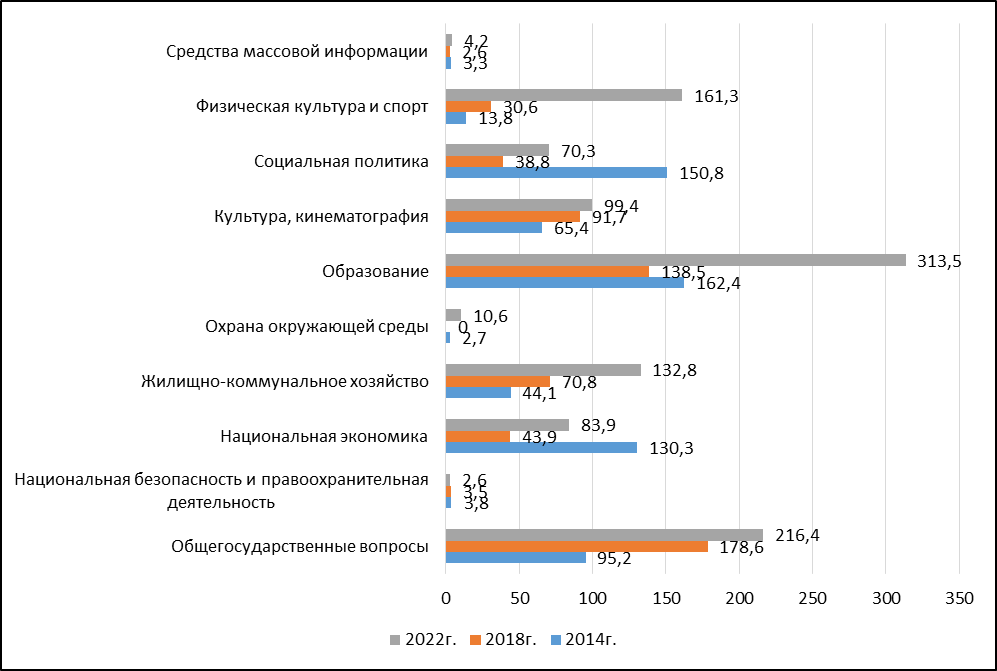 Средства массовой информации
4,2
2,6
3,3
Физическая культура и спорт
161,3
30,6
13,8
Социальная политика
70,3
38,8
150,8
Культура, кинематография
99,4
91,7
65,4
Образование
313,5
138,5
162,4
Охрана окружающей среды
10,6
0
2,7
Жилищно-коммунальное хозяйство
132,8
70,8
44,1
Национальная экономика
83,9
43,9
130,3
Национальная безопасность и правоохранительная
деятельность
2,6
3,5
3,8
Общегосударственные вопросы
216,4
178,6
95,2
0 50 100 150 200 250 300 350
2022г. 2018г. 2014г.